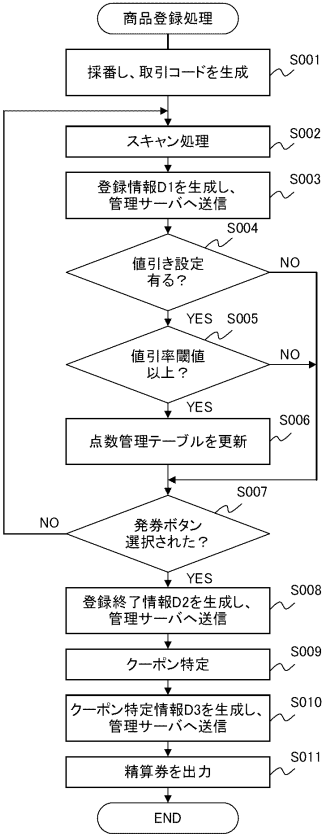 商品登録処理
S001
採番し、取引コードを生成
S002
スキャン処理
S003
登録情報D1を生成し、
管理サーバへ送信
S004
値引き設定
有る？
NO
YES
S005
値引率閾値
以上？
NO
YES
S006
点数管理テーブルを更新
S007
発券ボタン
選択された？
NO
YES
S008
登録終了情報D2を生成し、
管理サーバへ送信
S009
クーポン特定
S010
クーポン特定情報D3を生成し、
管理サーバへ送信
S011
精算券を出力
END